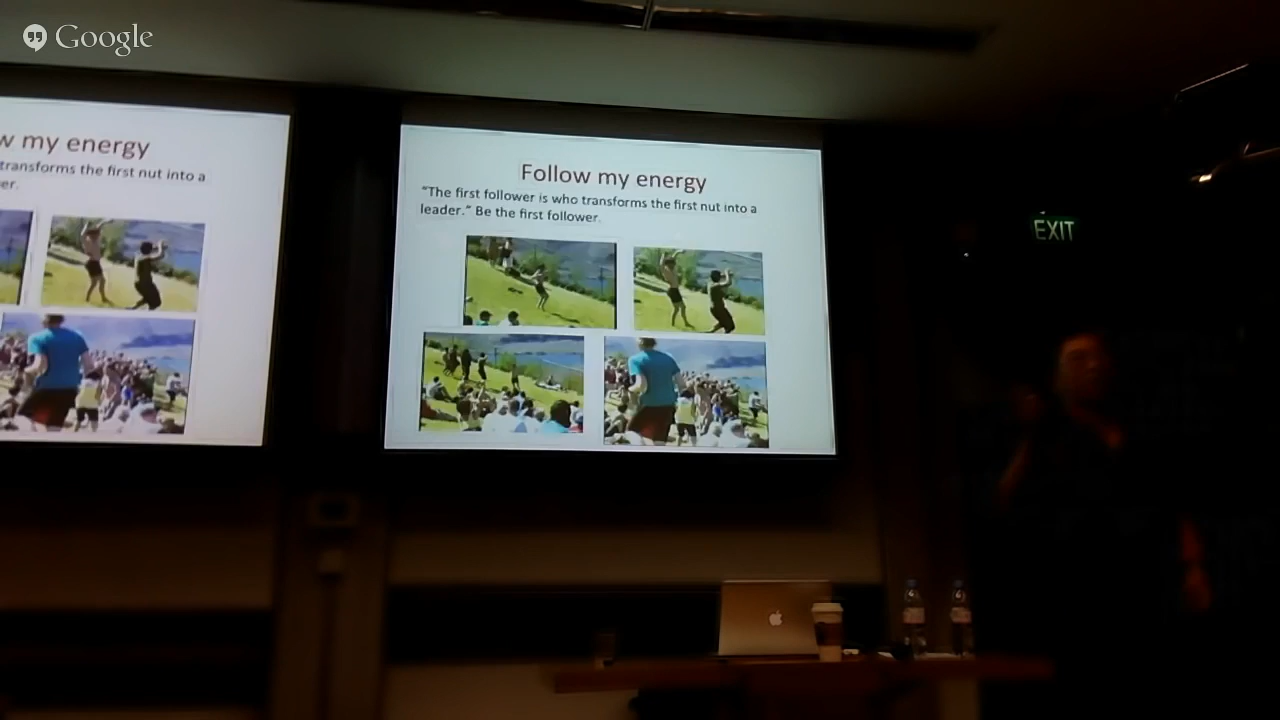 Google
w my energy
transforms the first nut into a
er.
Follow my energy
“The first follower is who transforms the first nut into a
leader.” Be the first follower.
EXIT